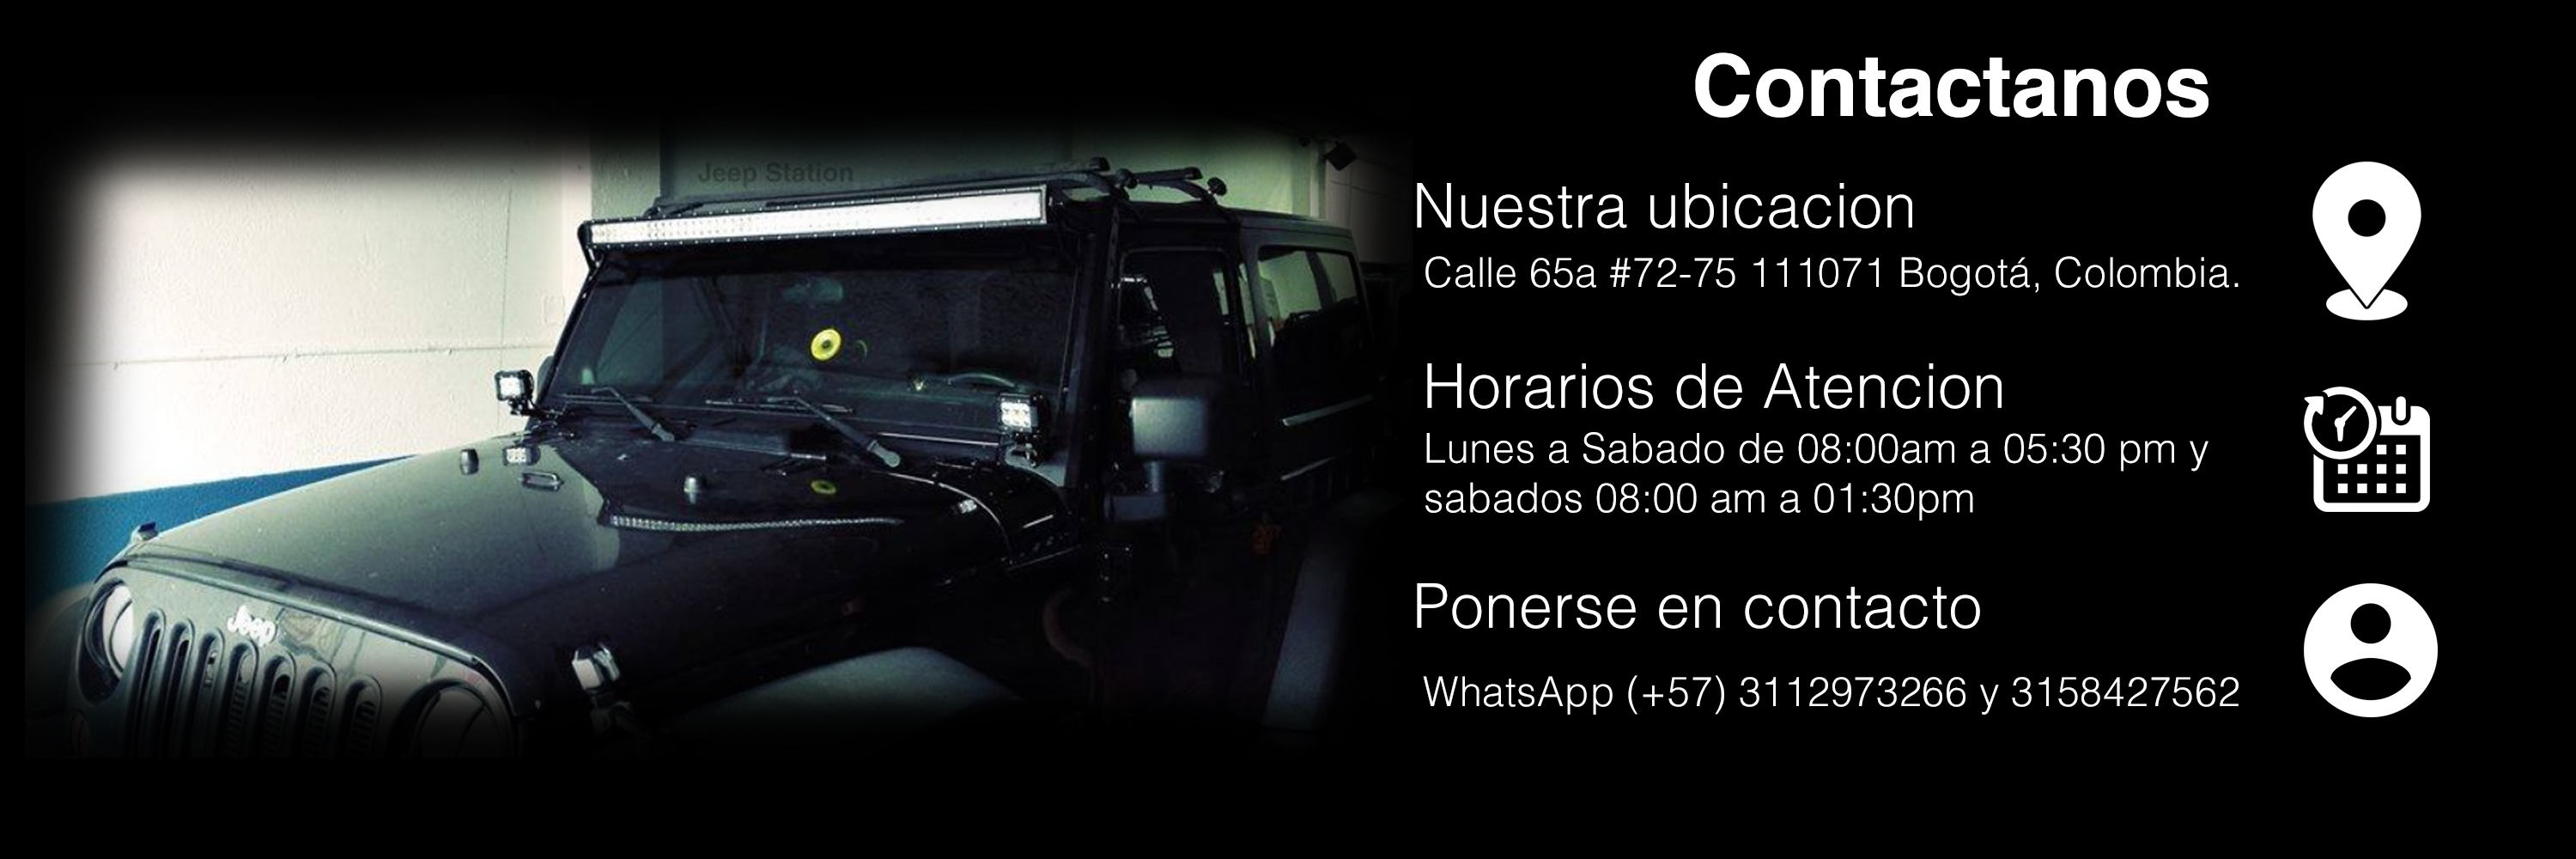 Contactanos
Jeep Station
Nuestra ubicacion
Calle 65a #72-75 111071 Bogotá, Colombia.
Horarios de Atencion
Lunes a Sabado de 08:00am a 05:30 pm y
sabados 08:00 am a 01:30pm
Jeep
Ponerse en contacto
WhatsApp (+57) 3112973266 y 3158427562